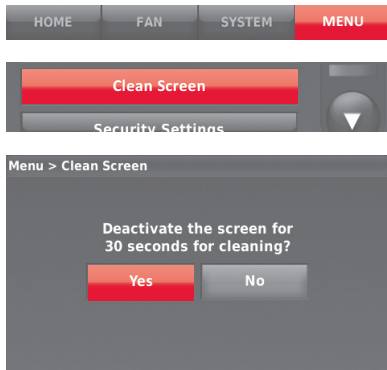 HOME FAN SYSTEM MENU
Clean Screen
Security Settings
Menu > Clean Screen
Deactivate the screen for
30 seconds for cleaning?
Yes No